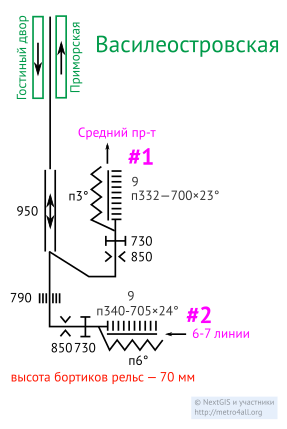 Василеостровская
Гостиный двор
Приморская
Средний пр-т
#1
9
п332—700×23°
п3°
950
730
850
790
9
п340-705×24°
#2
6-7 линии
850
730
п6°
высота бортиков рельс — 70 мм
© NextGIS и участники
http://metro4all.org/